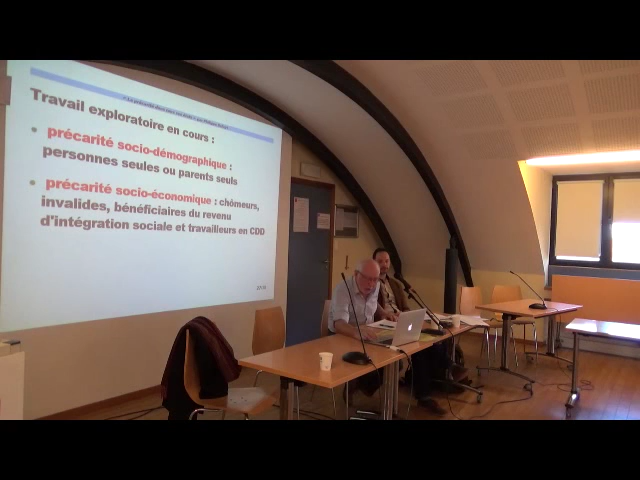 Travail exploratoire en cours :
• précarité socio-démographique :
personnes seules ou parents seuls
• précarité socio-économique : chômeurs,
invalides, bénéficiaires du revenu
d'intégration sociale et travailleurs en CDD